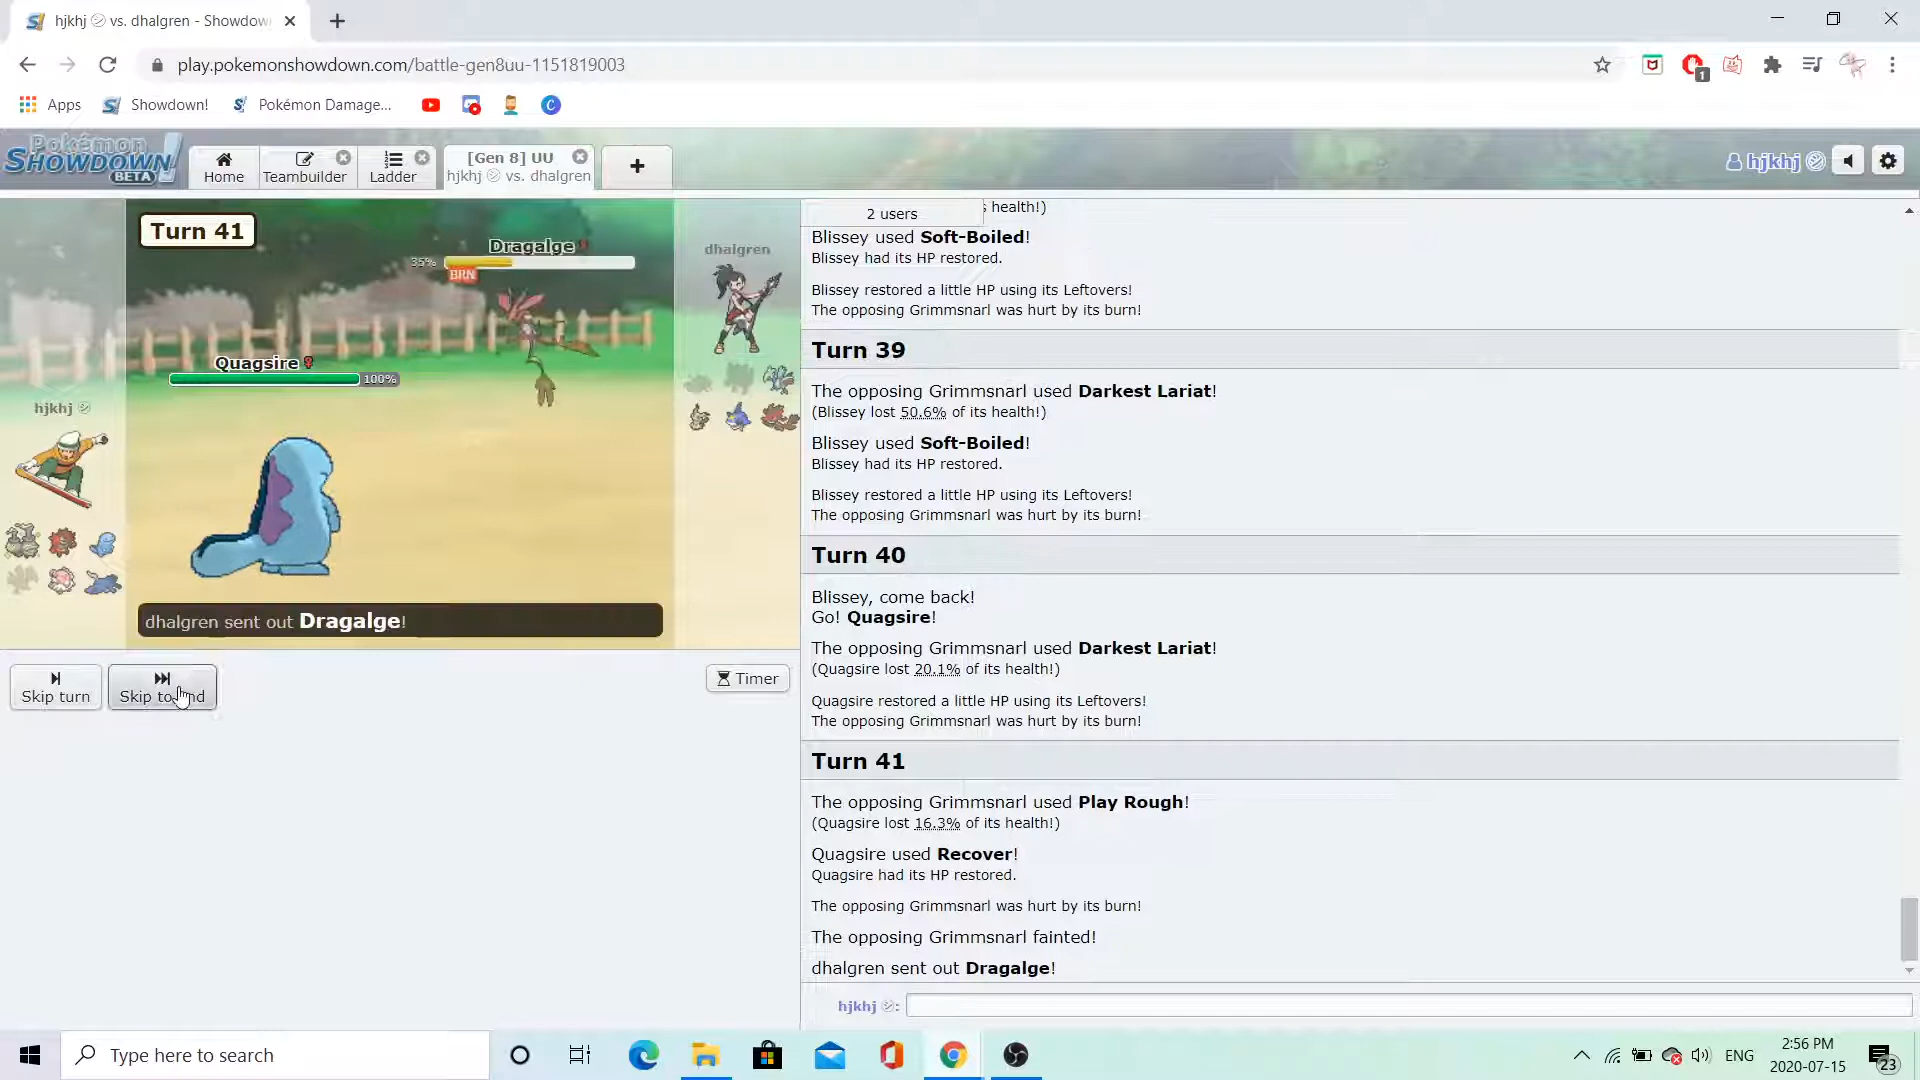 hjkhj vs. dhalgren - Showdow
play.pokemonshowdown.com/battle-gen8uu-1151819003
1
Apps Showdown! Pokémon Damage...
Pokémon
SHOWDOWN!
BETA
Home
Teambuilder
Ladder
[Gen 8] UU
hjkhj vs. dhalgren
hjkhj
Turn 41
Dragalge
35%
BRN
Quagsire
100%
dhalgren
hjkhj
dhalgren sent out Dragalge!
Skip turn
Skip to end
Timer
2 users
s health!)
Blissey used Soft-Boiled!
Blissey had its HP restored.
Blissey restored a little HP using its Leftovers!
The opposing Grimmsnarl was hurt by its burn!
Turn 39
The opposing Grimmsnarl used Darkest Lariat!
(Blissey lost 50.6% of its health!)
Blissey used Soft-Boiled!
Blissey had its HP restored.
Blissey restored a little HP using its Leftovers!
The opposing Grimmsnarl was hurt by its burn!
Turn 40
Blissey, come back!
Go! Quagsire!
The opposing Grimmsnarl used Darkest Lariat!
(Quagsire lost 20.1% of its health!)
Quagsire restored a little HP using its Leftovers!
The opposing Grimmsnarl was hurt by its burn!
Turn 41
The opposing Grimmsnarl used Play Rough!
(Quagsire lost 16.3% of its health!)
Quagsire used Recover!
Quagsire had its HP restored.
The opposing Grimmsnarl was hurt by its burn!
The opposing Grimmsnarl fainted!
dhalgren sent out Dragalge!
hjkhj :
Type here to search
ENG
2:56 PM
2020-07-15
23